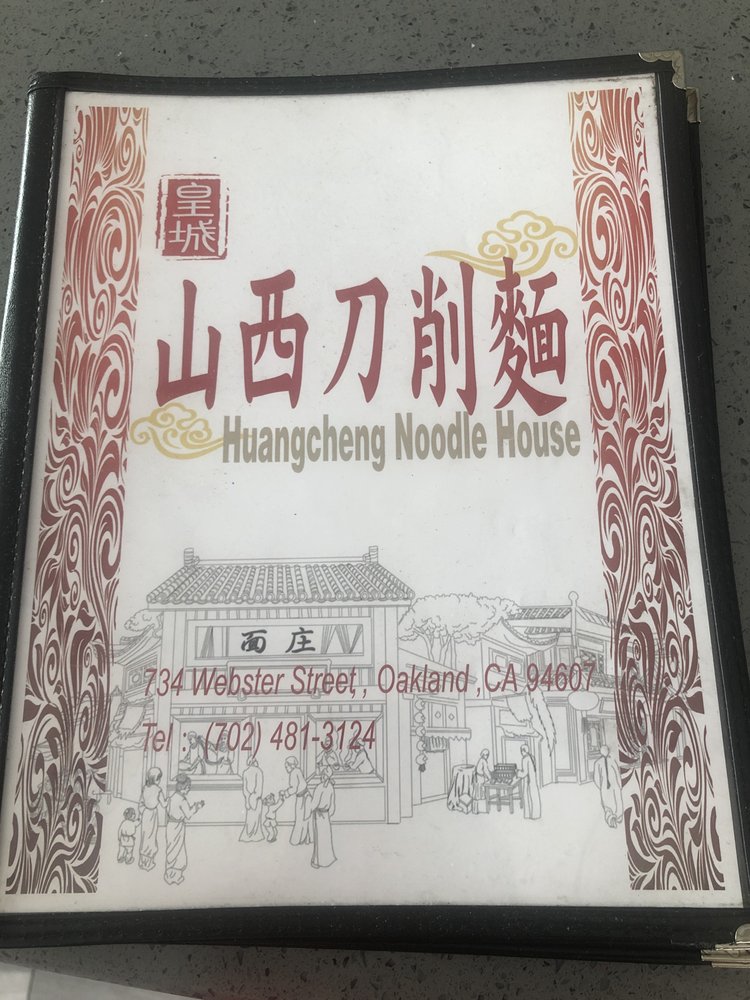 皇城
山西刀削麵
Huangcheng Noodle House
面庄
734 Webster Street, , Oakland ,CA 94607
Tel : (702) 481-3124